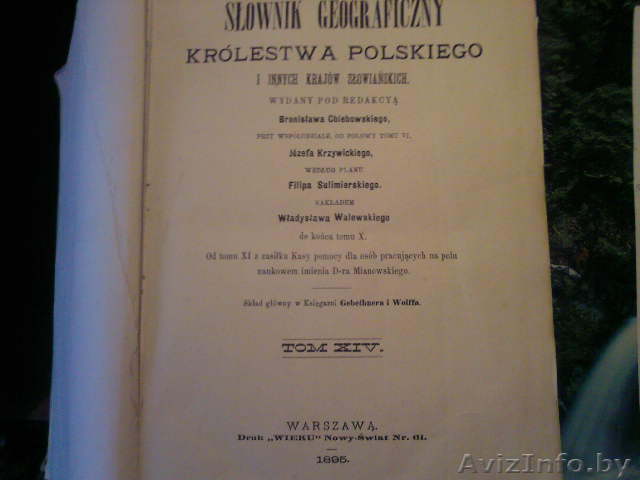 SŁOWNIK GEOGRAFICZNY
KRÓLESTWA POLSKIEGO
I INNYCH KRAJÓW SŁOWIAŃSKICH,
WYDANY POD REDAKCYĄ
Bronisława Chlebowskiego,
PRZY WSPÓŁUDZIALE, OD POŁOWY TOMU VI,
Józefa Krzywickiego,
WEDŁUG PLANU
Filipa Sulimierskiego.
NAKŁADEM
Władysława Walewskiego
do końca tomu X.
Od tomu XI z zasiłku Kasy pomocy dla osób pracujących na polu
naukowem imienia D-ra Mianowskiego.
Skład główny w Księgarni Gebethnera i Wolffa.
TOM XIV.
WARSZAWA.
Druk „WIEKU" Nowy-Świat Nr. 61.
1895.
AvizInfo.by